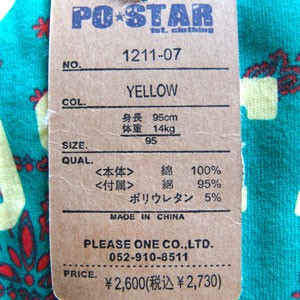 PO★STAR
1st. clothing
NO. 1211-07
COL. YELLOW
身長 95cm
体重 14kg
SIZE. 95
QUAL.
<本体> 綿 100%
<付属> 綿 95%
ポリウレタン 5%
MADE IN CHINA
PLEASE ONE CO.,LTD.
052-910-8511
PRICE. ¥2,600(税込¥2,730)